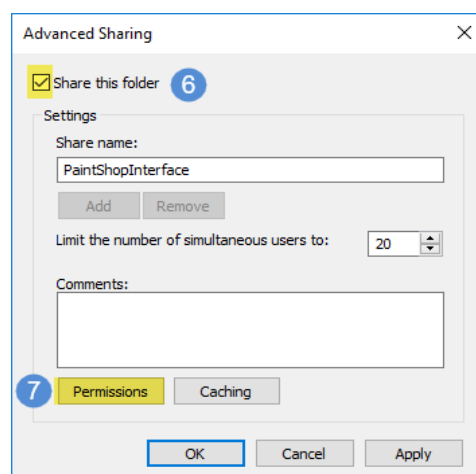 Advanced Sharing
Share this folder 6
Settings
Share name:
PaintShopInterface
Add Remove
Limit the number of simultaneous users to: 20
Comments:
7 Permissions Caching
OK Cancel Apply